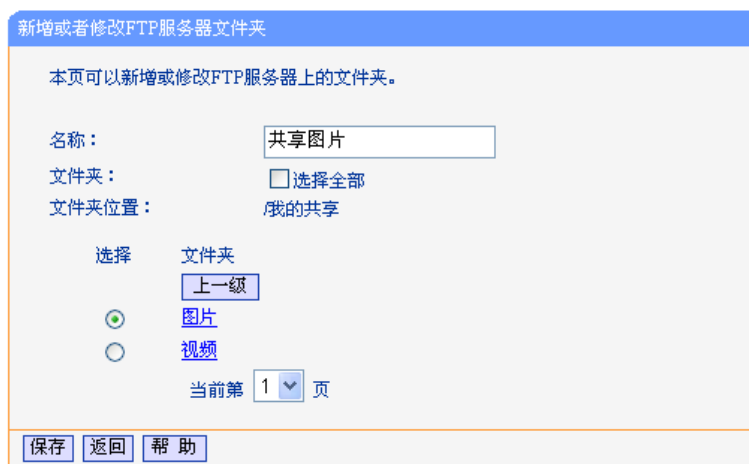 新增或者修改FTP服务器文件夹
本页可以新增或修改FTP服务器上的文件夹。
名称： 共享图片
文件夹： 选择全部
文件夹位置： /我的共享
选择 文件夹
上一级
图片
视频
当前第 1 页
保存 返回 帮 助